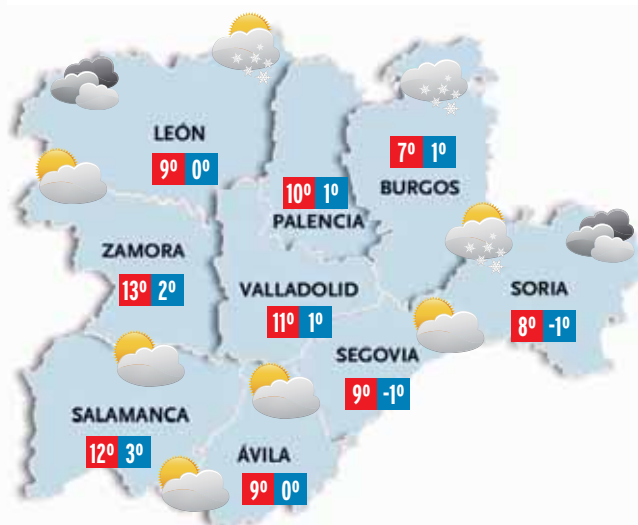 LEÓN
9º 0º
7º 1º
BURGOS
10º 1º
PALENCIA
ZAMORA
13º 2º
VALLADOLID
11º 1º
SORIA
8º -1º
SEGOVIA
9º -1º
SALAMANCA
12º 3º
ÁVILA
9º 0º